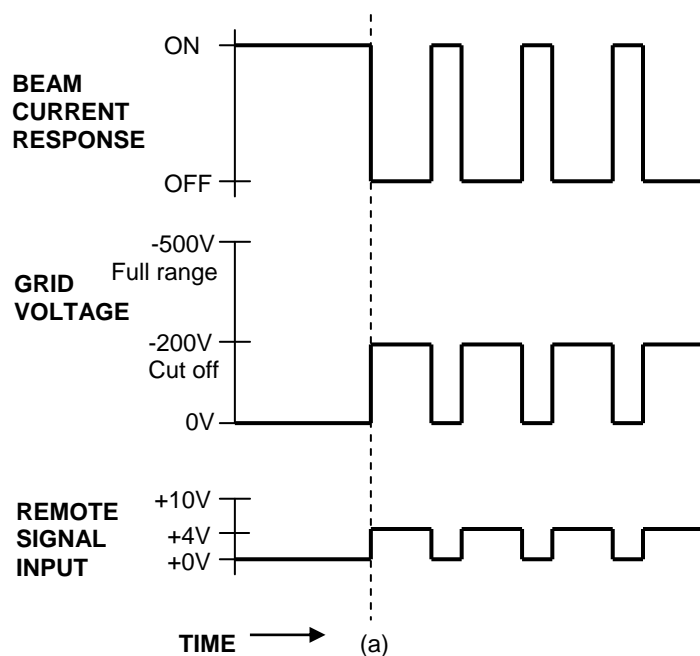 BEAM
CURRENT
RESPONSE
ON
OFF
GRID
VOLTAGE
-500V
Full range
-200V
Cut off
0V
REMOTE
SIGNAL
INPUT
+10V
+4V
+0V
TIME
(a)